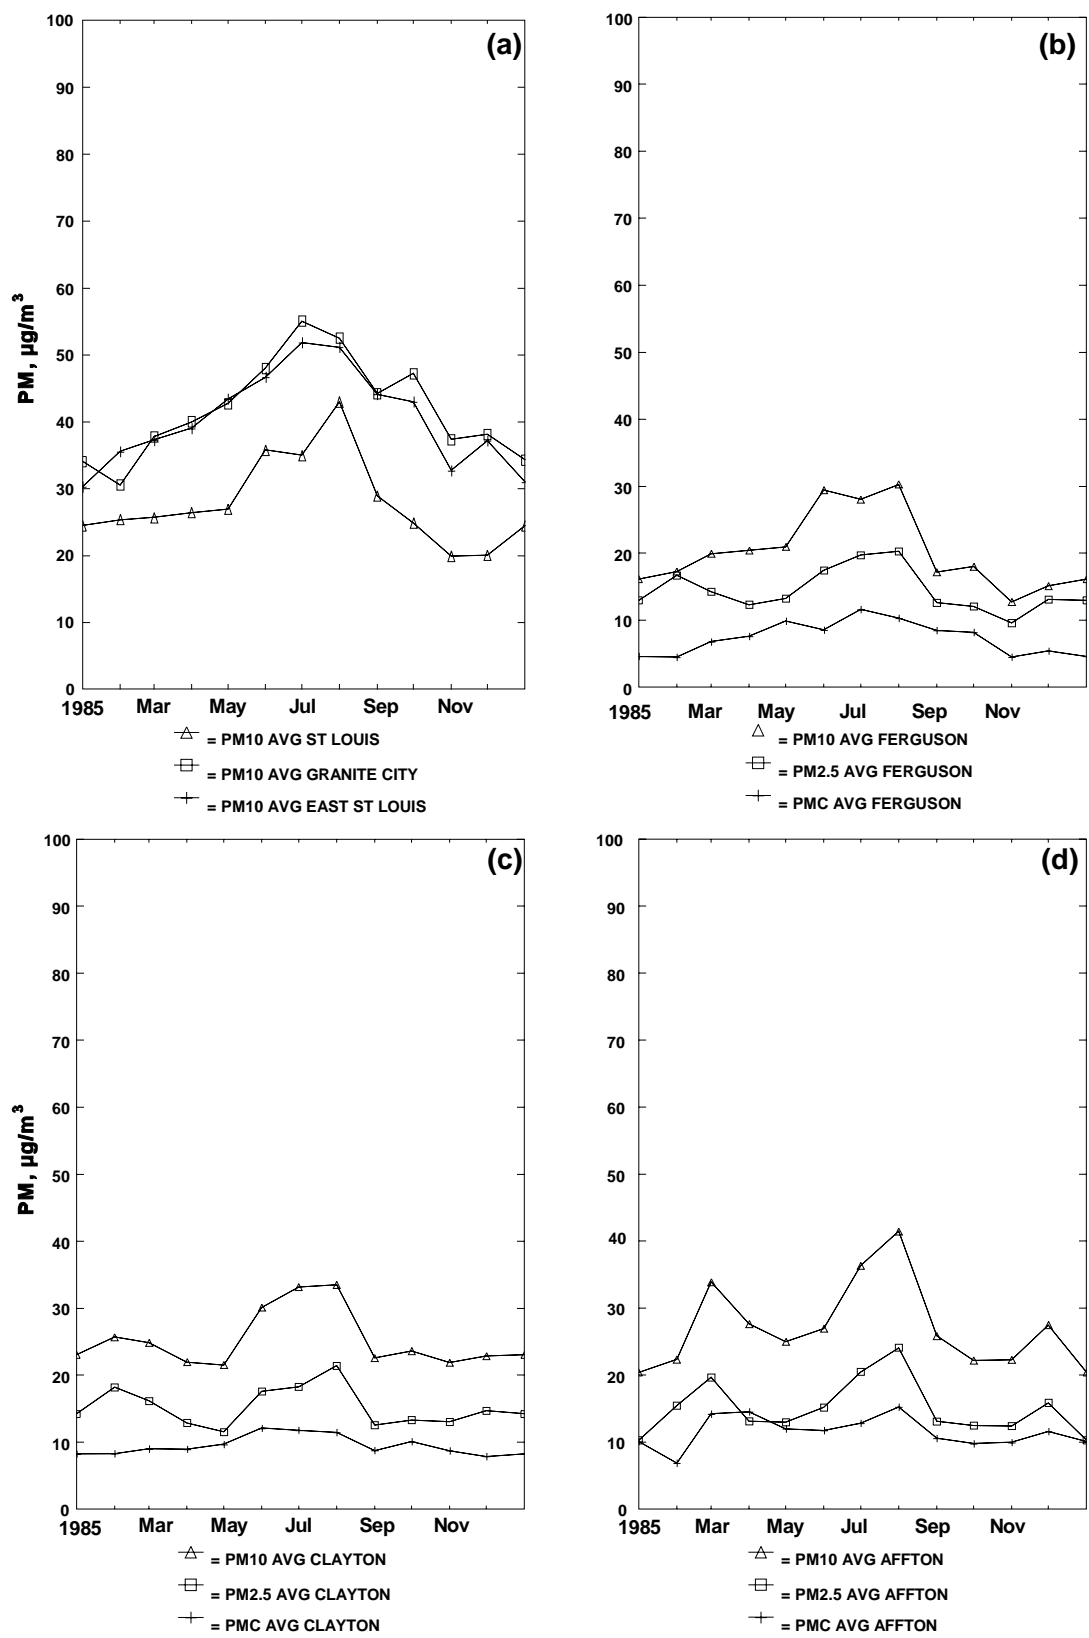 (a)
100
90
80
70
60
50
40
30
20
10
0
PM, µg/m³
1985 Mar May Jul Sep Nov
= PM10 AVG ST LOUIS
= PM10 AVG GRANITE CITY
= PM10 AVG EAST ST LOUIS
(b)
100
90
80
70
60
50
40
30
20
10
0
1985 Mar May Jul Sep Nov
= PM10 AVG FERGUSON
= PM2.5 AVG FERGUSON
= PMC AVG FERGUSON
(c)
100
90
80
70
60
50
40
30
20
10
0
PM, µg/m³
1985 Mar May Jul Sep Nov
= PM10 AVG CLAYTON
= PM2.5 AVG CLAYTON
= PMC AVG CLAYTON
(d)
100
90
80
70
60
50
40
30
20
10
0
1985 Mar May Jul Sep Nov
= PM10 AVG AFFTON
= PM2.5 AVG AFFTON
= PMC AVG AFFTON